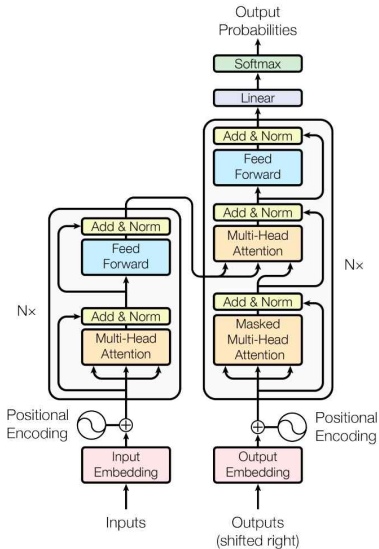 Output
Probabilities
Softmax
Linear
Add & Norm
Feed
Forward
Add & Norm
Multi-Head
Attention
Add & Norm
Masked
Multi-Head
Attention
N×
Add & Norm
Feed
Forward
Add & Norm
Multi-Head
Attention
N×
Positional
Encoding
Positional
Encoding
Input
Embedding
Output
Embedding
Inputs
Outputs
(shifted right)